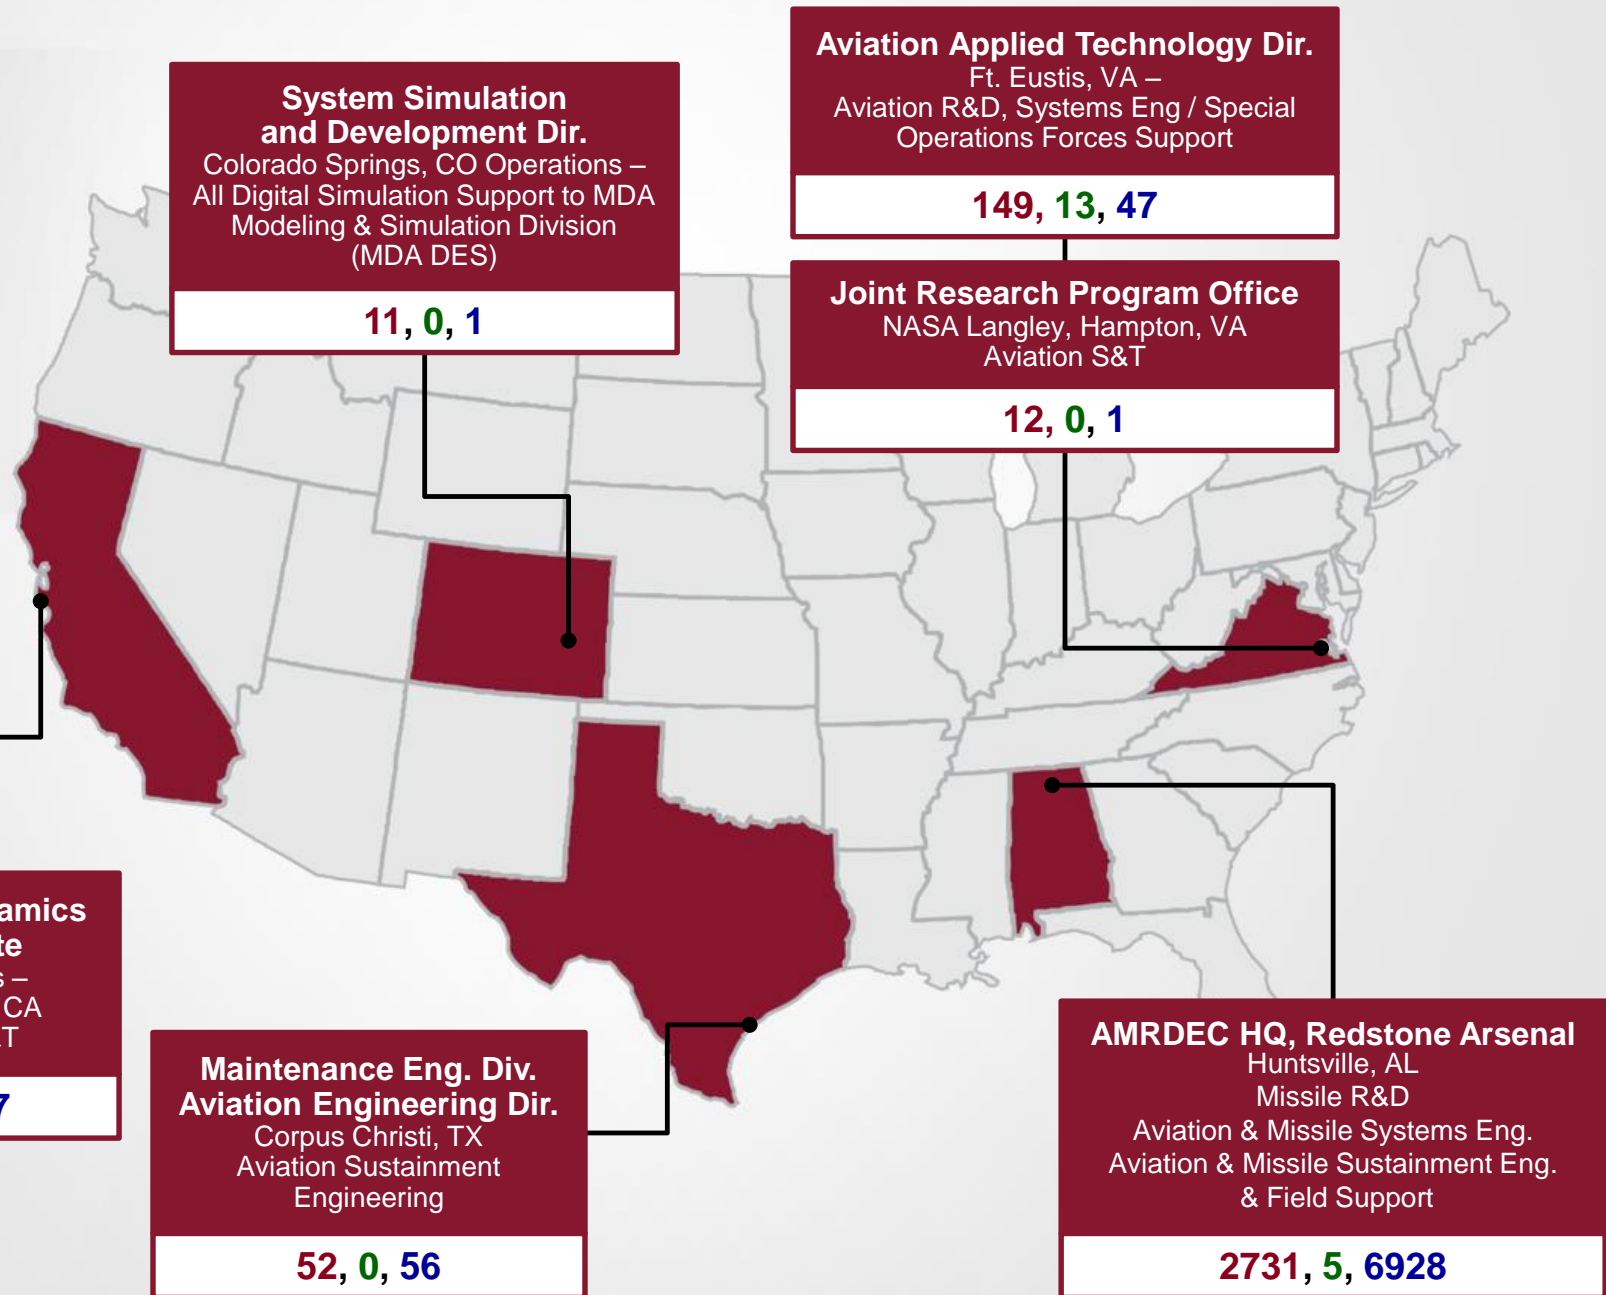 System Simulation
and Development Dir.
Colorado Springs, CO Operations –
All Digital Simulation Support to MDA
Modeling & Simulation Division
(MDA DES)
11, 0, 1
Aviation Applied Technology Dir.
Ft. Eustis, VA –
Aviation R&D, Systems Eng / Special
Operations Forces Support
149, 13, 47
Joint Research Program Office
NASA Langley, Hampton, VA
Aviation S&T
12, 0, 1
CA
7
Maintenance Eng. Div.
Aviation Engineering Dir.
Corpus Christi, TX
Aviation Sustainment
Engineering
52, 0, 56
AMRDEC HQ, Redstone Arsenal
Huntsville, AL
Missile R&D
Aviation & Missile Systems Eng.
Aviation & Missile Sustainment Eng.
& Field Support
2731, 5, 6928